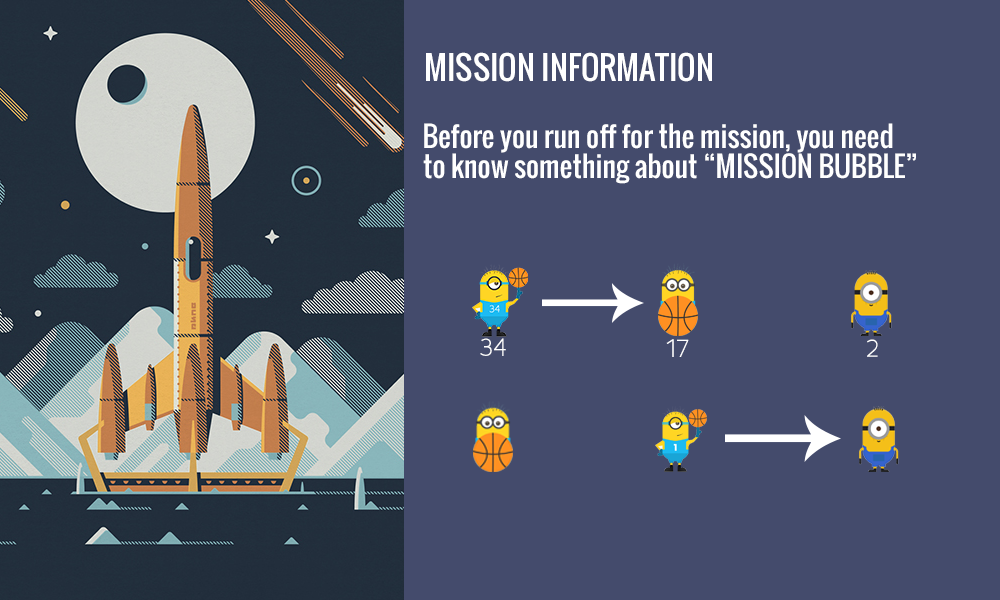 MISSION INFORMATION
Before you run off for the mission, you need
to know something about “MISSION BUBBLE”
34
34 17 2
1